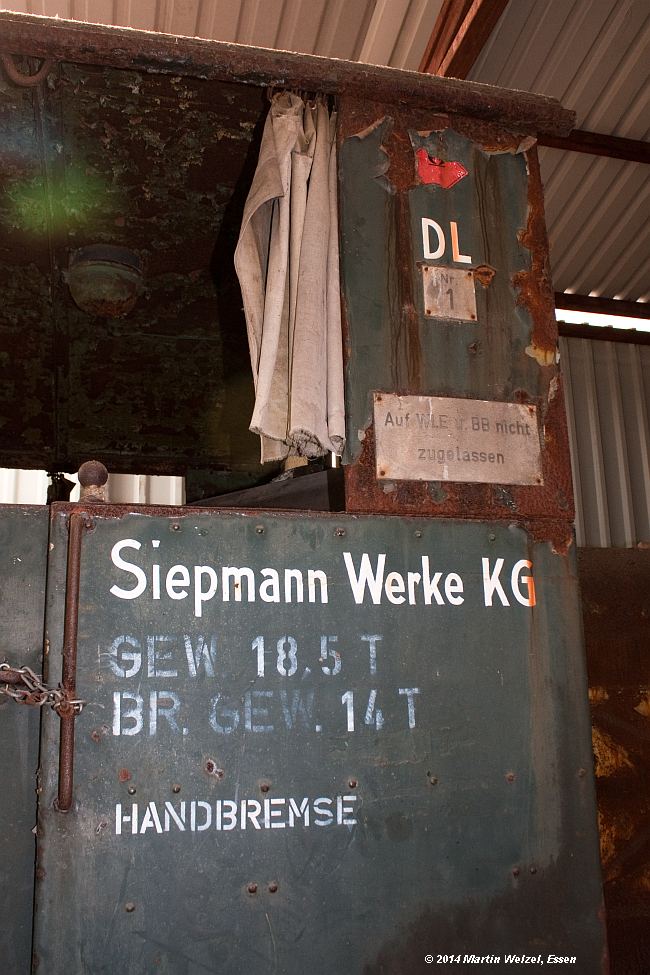 DL
Nr
1
Auf WLE u. BB nicht
zugelassen
Siepmann Werke KG
GEW. 18.5 T
BR. GEW. 14 T
HANDBREMSE
© 2014 Martin Welzel, Essen